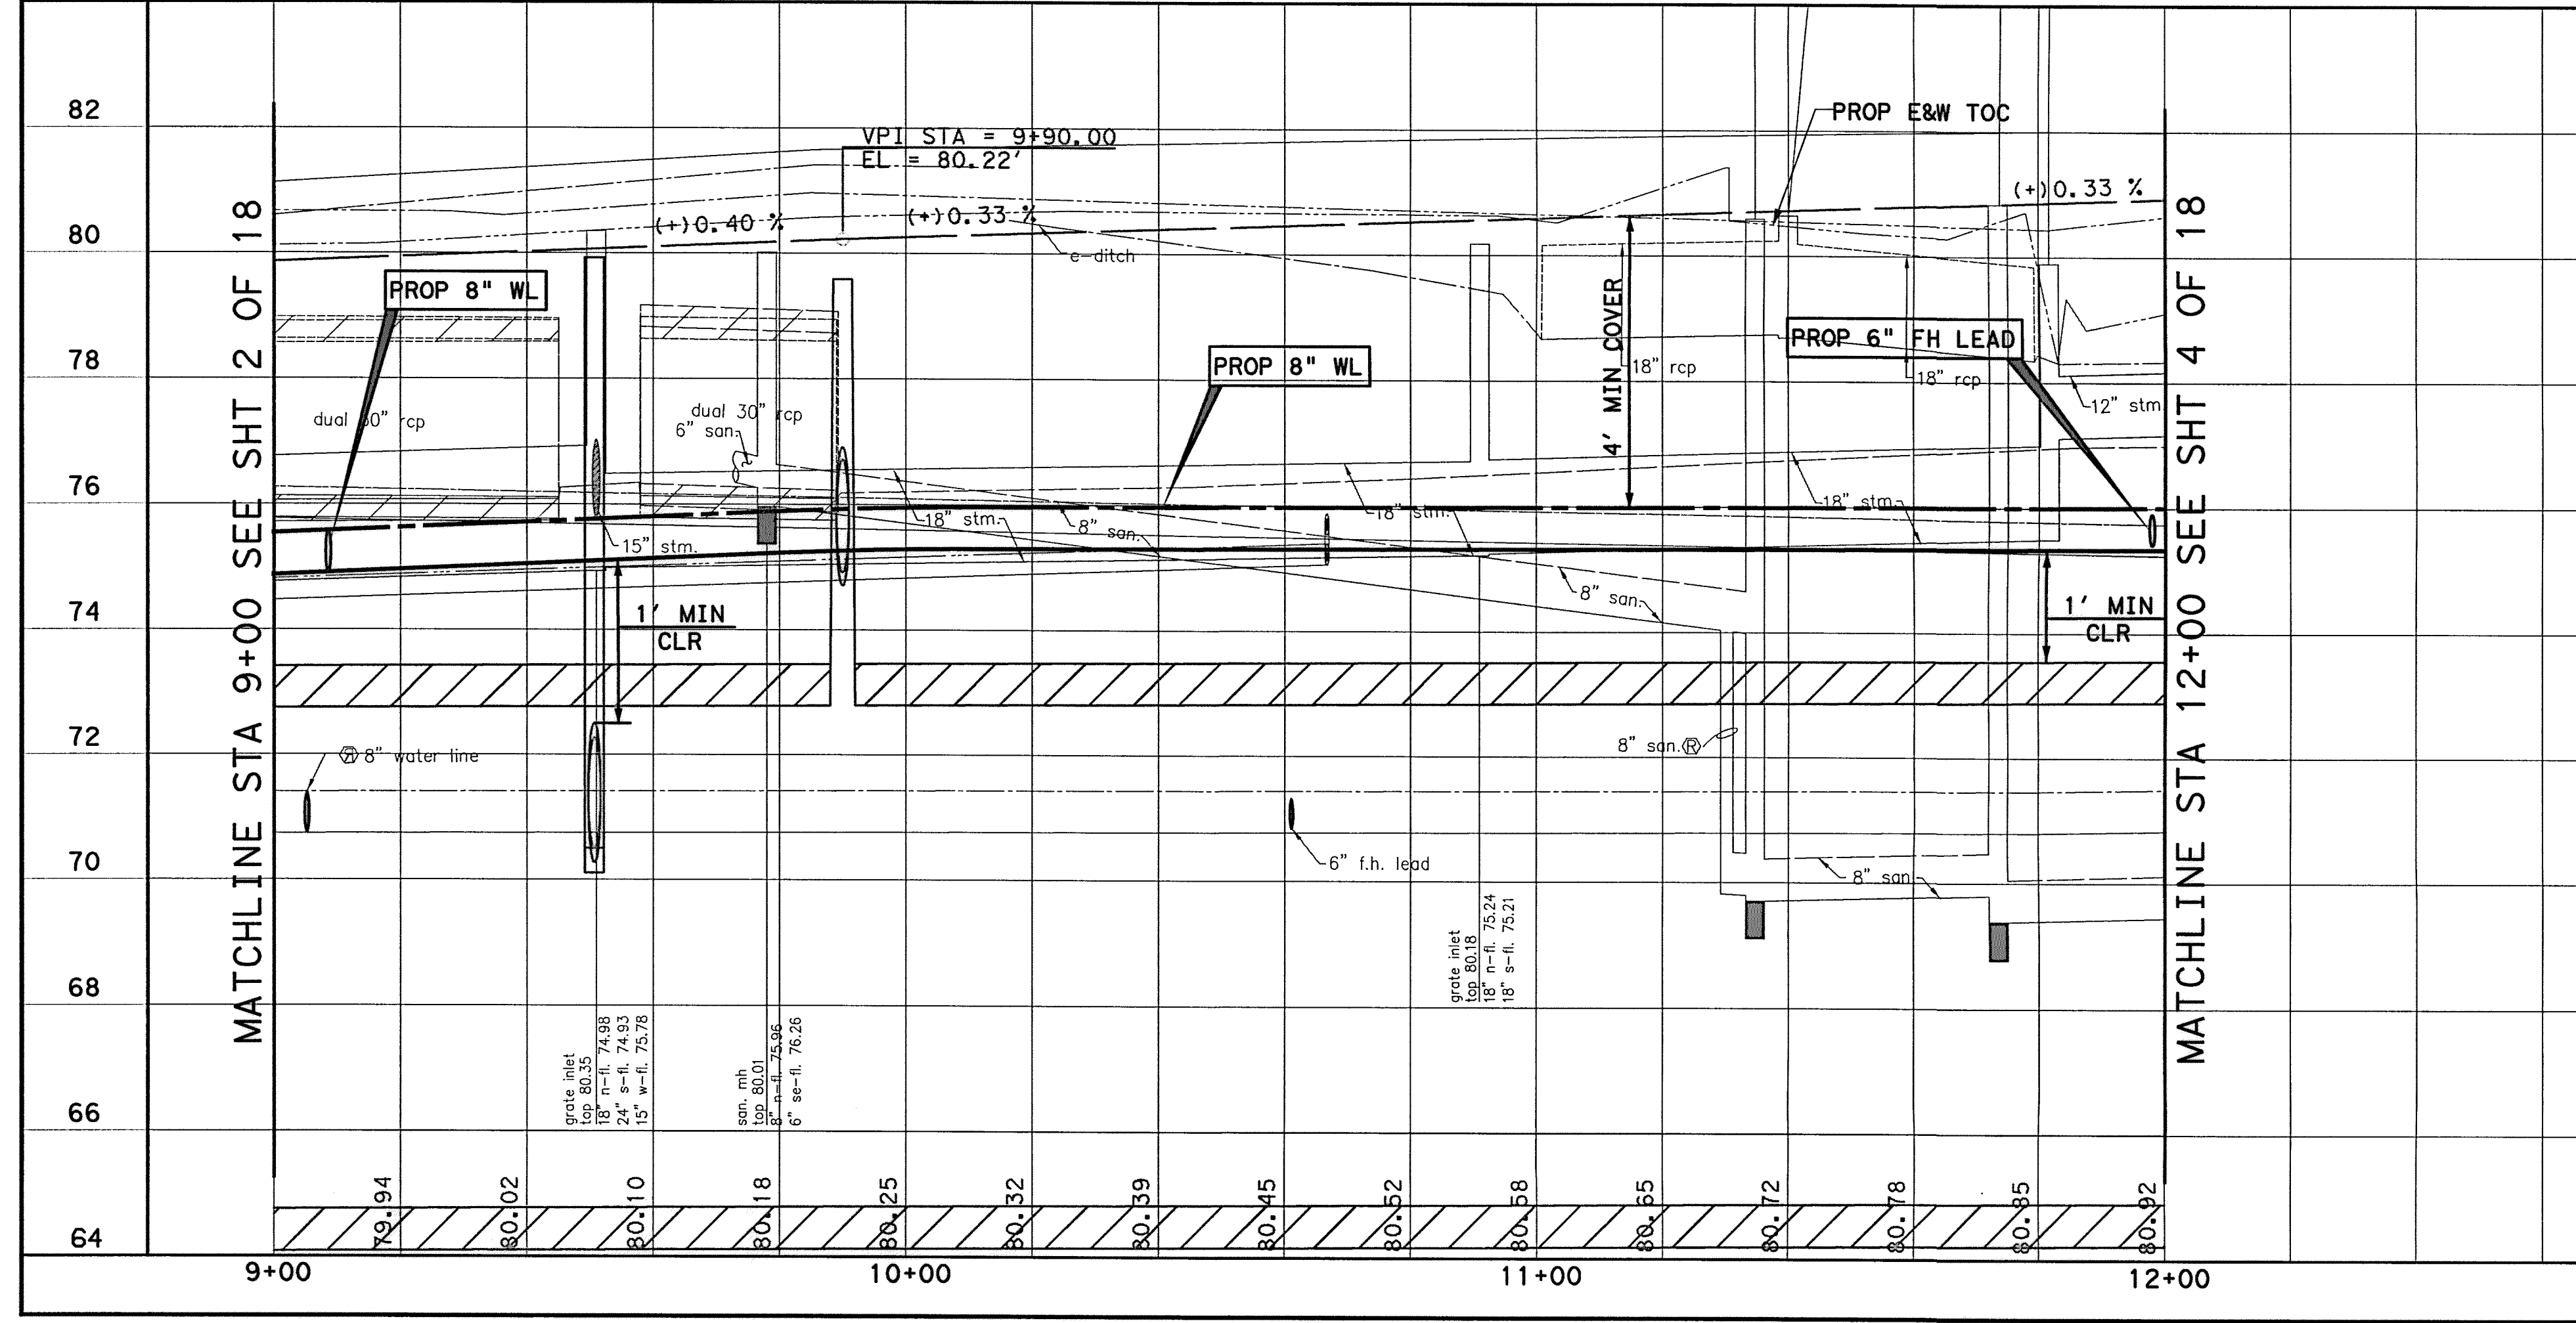 82
80
78
76
74
72
70
68
66
64
MATCHLINE STA 9+00 SEE SHT 2 OF 18
VPI STA = 9+90.00
EL = 80.22'
(+)0.40 %
(+)0.33 %
e-ditch
PROP E&W TOC
(+)0.33 %
PROP 8" WL
dual 30" rcp
dual 30" rcp
6" san.
PROP 8" WL
4' MIN COVER
18" rcp
PROP 6" FH LEAD
18" rcp
12" stm.
15" stm.
18" stm.
8" san.
18" stm.
18" stm.
8" san.
1' MIN
CLR
1' MIN
CLR
8" water line
8" san. R
6" f.h. lead
8" san.
grate inlet
top 80.35
18" n-fl. 74.98
24" s-fl. 74.93
15" w-fl. 75.78
san. mh
top 80.01
8" n-fl. 75.96
6" se-fl. 76.26
grate inlet
top 80.18
18" n-fl. 75.24
18" s-fl. 75.21
79.94
80.02
80.10
80.18
80.25
80.32
80.39
80.45
80.52
80.58
80.65
80.72
80.78
80.85
80.92
9+00
10+00
11+00
12+00
MATCHLINE STA 12+00 SEE SHT 4 OF 18